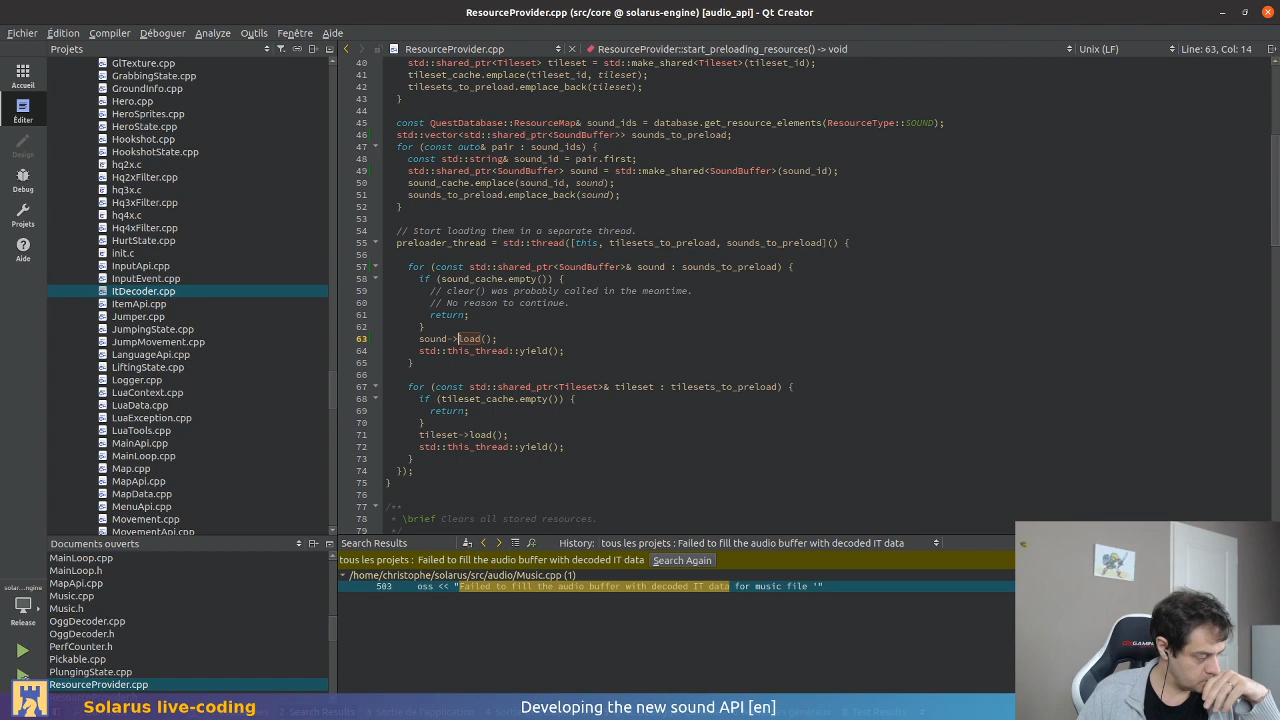 ResourceProvider.cpp (src/core @ solarus-engine) [audio_api] - Qt Creator
Fichier Édition Compiler Déboguer Analyze Outils Fenêtre Aide
Projets
ResourceProvider.cpp
ResourceProvider::start_preloading_resources() -> void
Unix (LF)
Line: 63, Col: 14
Accueil
Éditer
Design
Debug
Projets
Aide
GlTexture.cpp
GrabbingState.cpp
GroundInfo.cpp
Hero.cpp
HeroSprites.cpp
HeroState.cpp
Hookshot.cpp
HookshotState.cpp
hq2x.c
Hq2xFilter.cpp
hq3x.c
Hq3xFilter.cpp
hq4x.c
Hq4xFilter.cpp
HurtState.cpp
init.c
InputApi.cpp
InputEvent.cpp
ItDecoder.cpp
ItemApi.cpp
Jumper.cpp
JumpingState.cpp
JumpMovement.cpp
LanguageApi.cpp
LiftingState.cpp
Logger.cpp
LuaContext.cpp
LuaData.cpp
LuaException.cpp
LuaTools.cpp
MainApi.cpp
MainLoop.cpp
Map.cpp
MapApi.cpp
MapData.cpp
MenuApi.cpp
Movement.cpp
MovementApi.cpp
40 std::shared_ptr<Tileset> tileset = std::make_shared<Tileset>(tileset_id);
41 tileset_cache.emplace(tileset_id, tileset);
42 tilesets_to_preload.emplace_back(tileset);
43 }
44
45 const QuestDatabase::ResourceMap& sound_ids = database.get_resource_elements(ResourceType::SOUND);
46 std::vector<std::shared_ptr<SoundBuffer>> sounds_to_preload;
47 for (const auto& pair : sound_ids) {
48 const std::string& sound_id = pair.first;
49 std::shared_ptr<SoundBuffer> sound = std::make_shared<SoundBuffer>(sound_id);
50 sound_cache.emplace(sound_id, sound);
51 sounds_to_preload.emplace_back(sound);
52 }
53
54 // Start loading them in a separate thread.
55 preloader_thread = std::thread([this, tilesets_to_preload, sounds_to_preload]() {
56
57 for (const std::shared_ptr<SoundBuffer>& sound : sounds_to_preload) {
58 if (sound_cache.empty()) {
59 // clear() was probably called in the meantime.
60 // No reason to continue.
61 return;
62 }
63 sound->load();
64 std::this_thread::yield();
65 }
66
67 for (const std::shared_ptr<Tileset>& tileset : tilesets_to_preload) {
68 if (tileset_cache.empty()) {
69 return;
70 }
71 tileset->load();
72 std::this_thread::yield();
73 }
74 });
75 }
76
77 /**
78 * \brief Clears all stored resources.
79 */
Documents ouverts
MainLoop.cpp
MainLoop.h
MapApi.cpp
Music.cpp
Music.h
OggDecoder.cpp
OggDecoder.h
PerfCounter.h
Pickable.cpp
PlungingState.cpp
ResourceProvider.cpp
solar...ngine
Release
Search Results
History: tous les projets : Failed to fill the audio buffer with decoded IT data
tous les projets : Failed to fill the audio buffer with decoded IT data Search Again
/home/christophe/solarus/src/audio/Music.cpp (1)
503 oss << "Failed to fill the audio buffer with decoded IT data for music file '"
Solarus live-coding
Developing the new sound API [en]